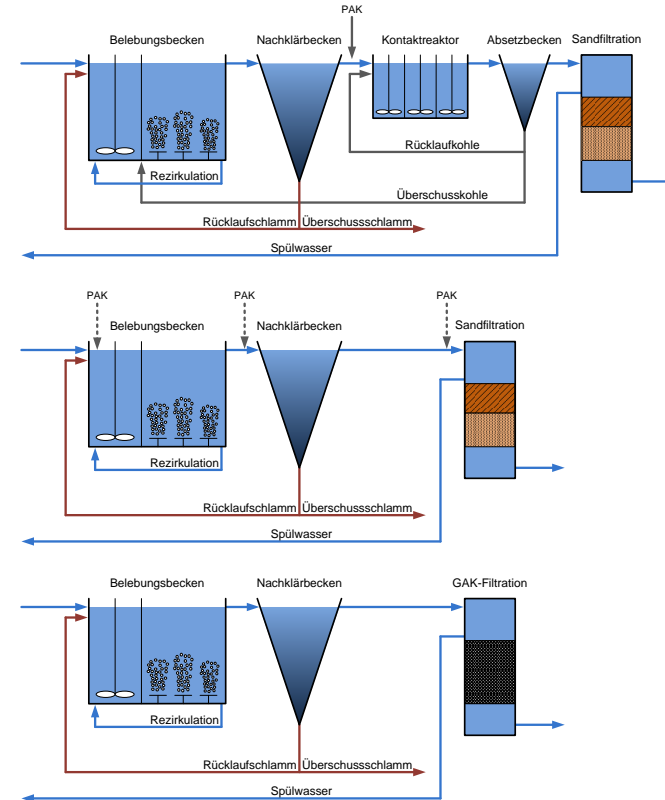 PAK
Belebungsbecken
Nachklärbecken
Kontaktreaktor
Absetzbecken
Sandfiltration
Rücklaufkohle
Rezirkulation
Überschusskohle
Rücklaufschlamm
Überschussschlamm
Spülwasser
PAK
PAK
PAK
Belebungsbecken
Nachklärbecken
Sandfiltration
Rezirkulation
Rücklaufschlamm
Überschussschlamm
Spülwasser
Belebungsbecken
Nachklärbecken
GAK-Filtration
Rezirkulation
Rücklaufschlamm
Überschussschlamm
Spülwasser